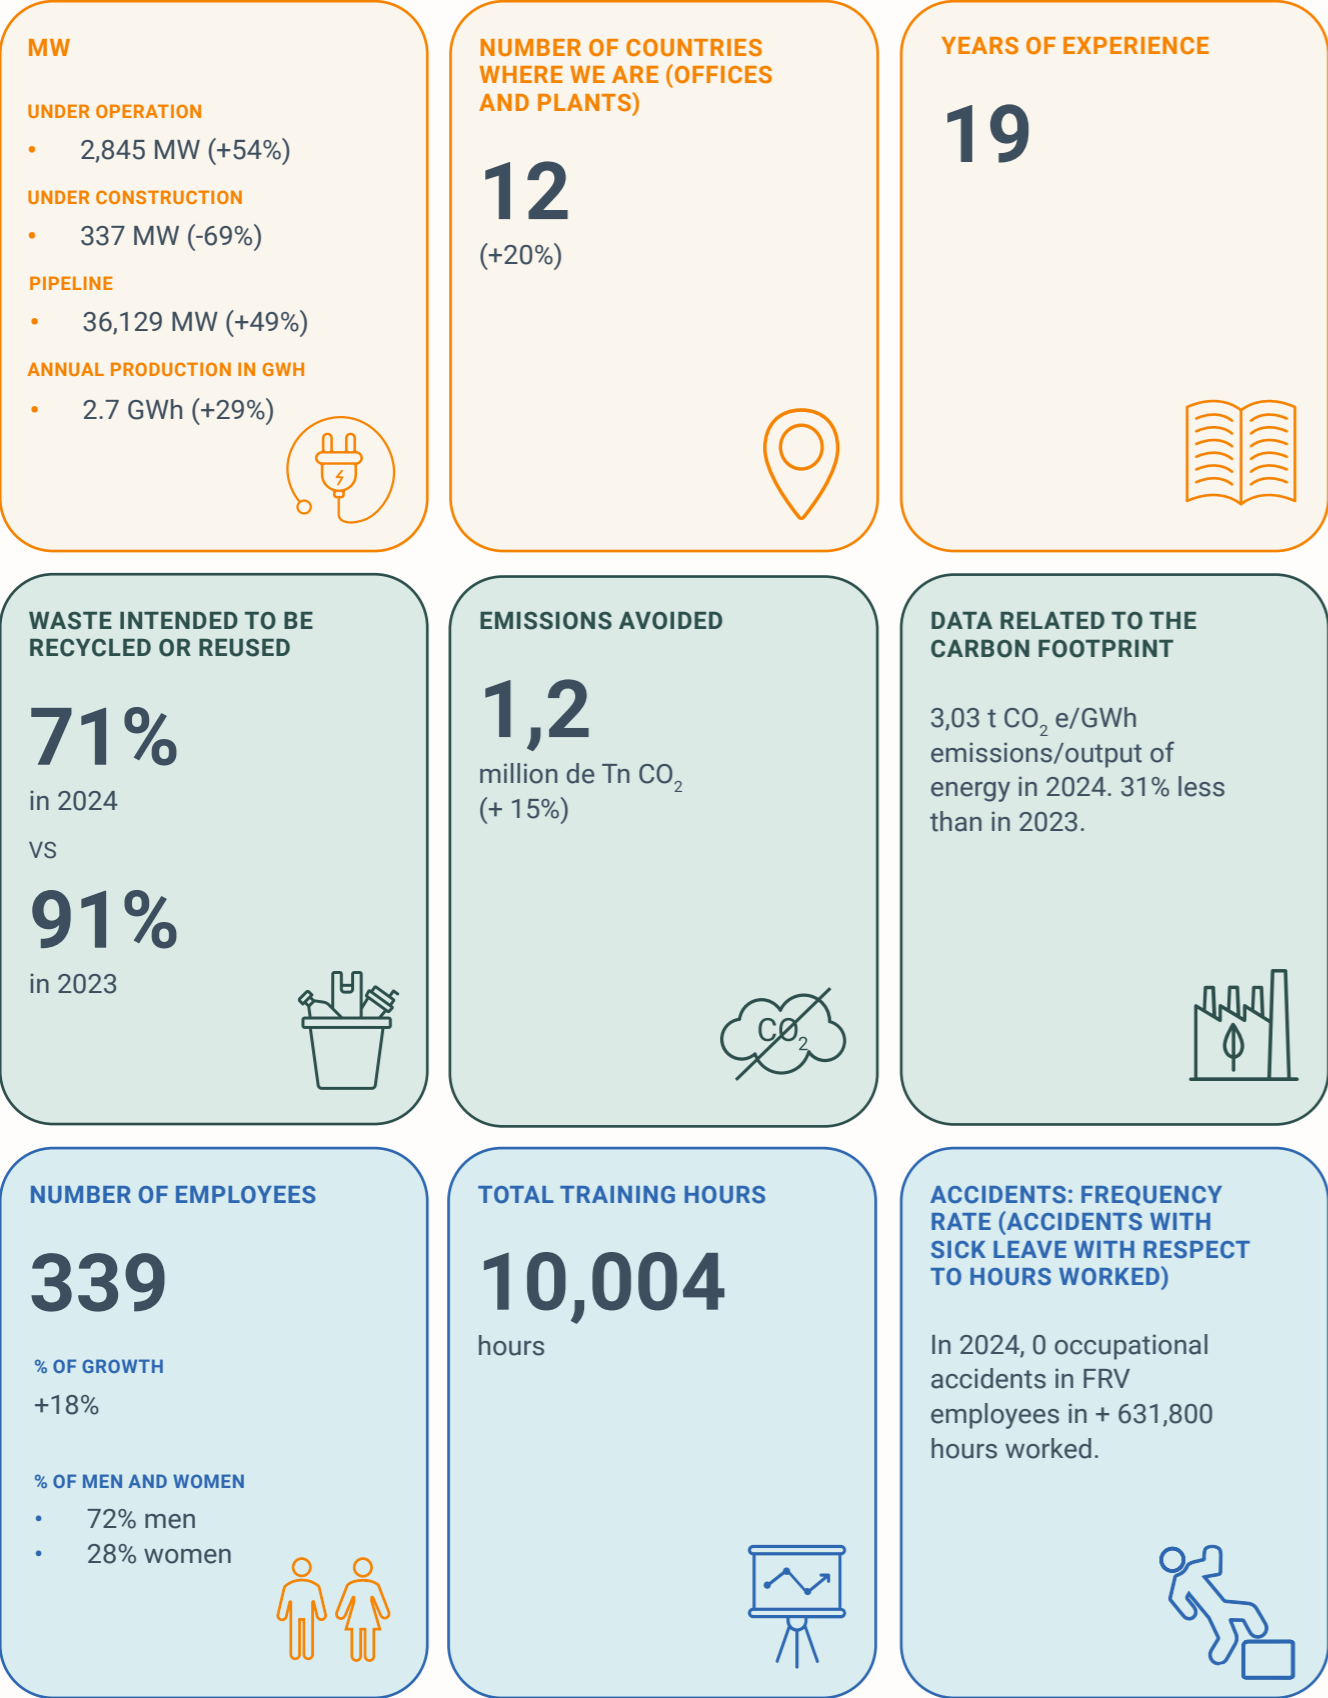 MW
UNDER OPERATION
• 2,845 MW (+54%)
UNDER CONSTRUCTION
• 337 MW (-69%)
PIPELINE
• 36,129 MW (+49%)
ANNUAL PRODUCTION IN GWH
• 2.7 GWh (+29%)
NUMBER OF COUNTRIES
WHERE WE ARE (OFFICES
AND PLANTS)
12
(+20%)
YEARS OF EXPERIENCE
19
WASTE INTENDED TO BE
RECYCLED OR REUSED
71%
in 2024
VS
91%
in 2023
EMISSIONS AVOIDED
1,2
million de Tn CO₂
(+ 15%)
CO₂
DATA RELATED TO THE
CARBON FOOTPRINT
3,03 t CO₂ e/GWh
emissions/output of
energy in 2024. 31% less
than in 2023.
NUMBER OF EMPLOYEES
339
% OF GROWTH
+18%
% OF MEN AND WOMEN
• 72% men
• 28% women
TOTAL TRAINING HOURS
10,004
hours
ACCIDENTS: FREQUENCY
RATE (ACCIDENTS WITH
SICK LEAVE WITH RESPECT
TO HOURS WORKED)
In 2024, 0 occupational
accidents in FRV
employees in + 631,800
hours worked.